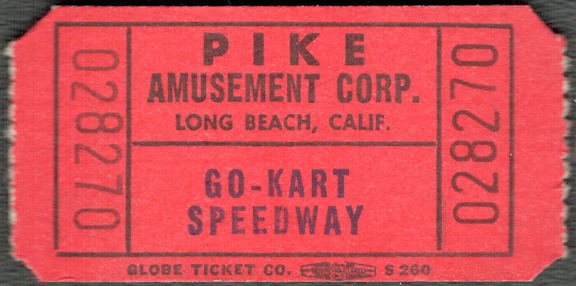 028270
PIKE
AMUSEMENT CORP.
LONG BEACH, CALIF.
GO-KART
SPEEDWAY
028270
GLOBE TICKET CO. S 260